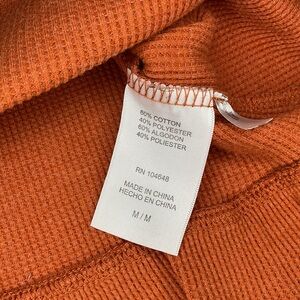 60% COTTON
40% POLYESTER
60% ALGODON
40% POLIESTER
RN 104648
MADE IN CHINA
HECHO EN CHINA
M / M